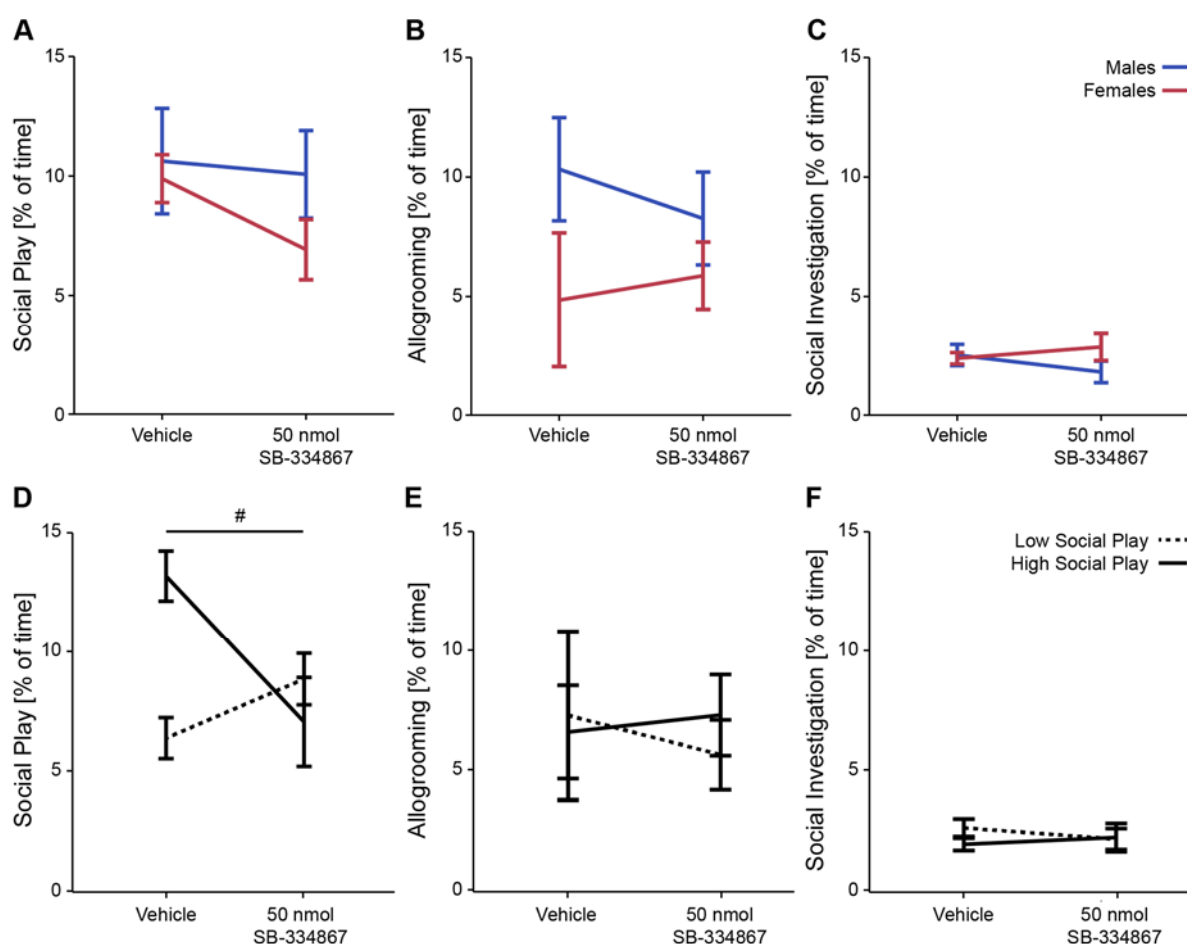 A
Social Play [% of time]
15
10
5
0
Vehicle
50 nmol
SB-334867
B
Allogrooming [% of time]
15
10
5
0
Vehicle
50 nmol
SB-334867
C
Social Investigation [% of time]
15
10
5
0
Males
Females
Vehicle
50 nmol
SB-334867
D
Social Play [% of time]
15
10
5
0
#
Vehicle
50 nmol
SB-334867
E
Allogrooming [% of time]
15
10
5
0
Vehicle
50 nmol
SB-334867
F
Social Investigation [% of time]
15
10
5
0
Low Social Play
High Social Play
Vehicle
50 nmol
SB-334867